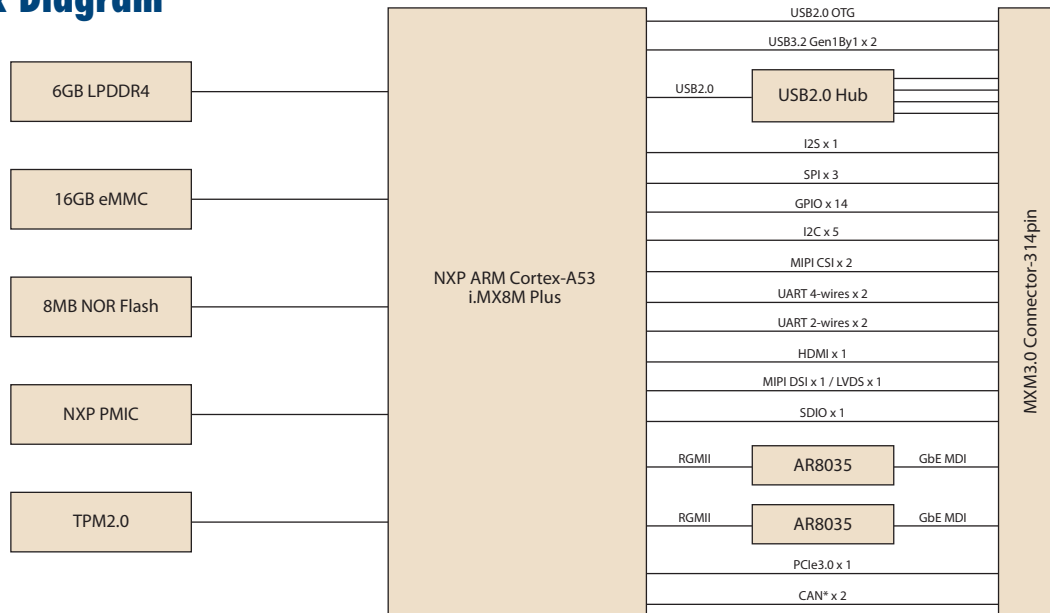 Diagram
6GB LPDDR4
16GB eMMC
8MB NOR Flash
NXP PMIC
TPM2.0
NXP ARM Cortex-A53
i.MX8M Plus
USB2.0 OTG
USB3.2 Gen1By1 x 2
USB2.0
USB2.0 Hub
I2S x 1
SPI x 3
GPIO x 14
I2C x 5
MIPI CSI x 2
UART 4-wires x 2
UART 2-wires x 2
HDMI x 1
MIPI DSI x 1 / LVDS x 1
SDIO x 1
RGMII
AR8035
GbE MDI
RGMII
AR8035
GbE MDI
PCIe3.0 x 1
CAN* x 2
MXM3.0 Connector-314pin